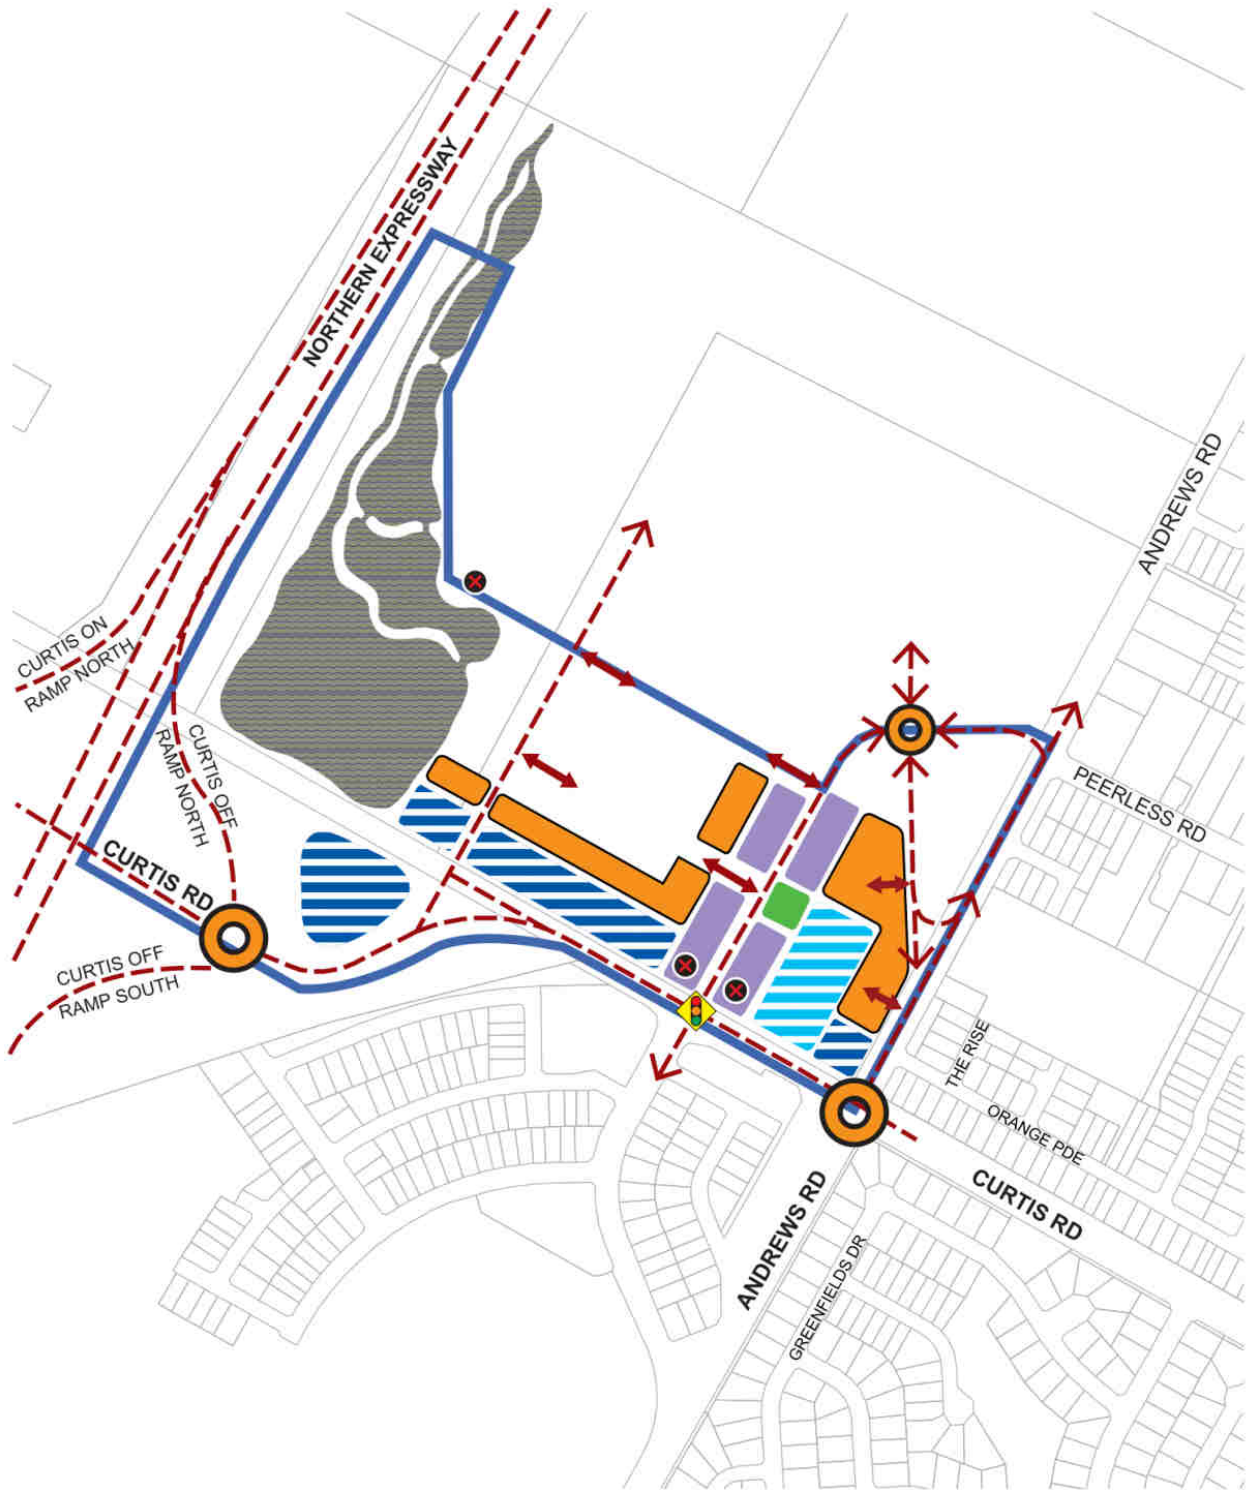 NORTHERN EXPRESSWAY
ANDREWS RD
CURTIS ON
RAMP NORTH
CURTIS OFF
RAMP NORTH
PEERLESS RD
CURTIS RD
CURTIS OFF
RAMP SOUTH
THE RISE
ORANGE PDE
CURTIS RD
ANDREWS RD
GREENFIELDS DR